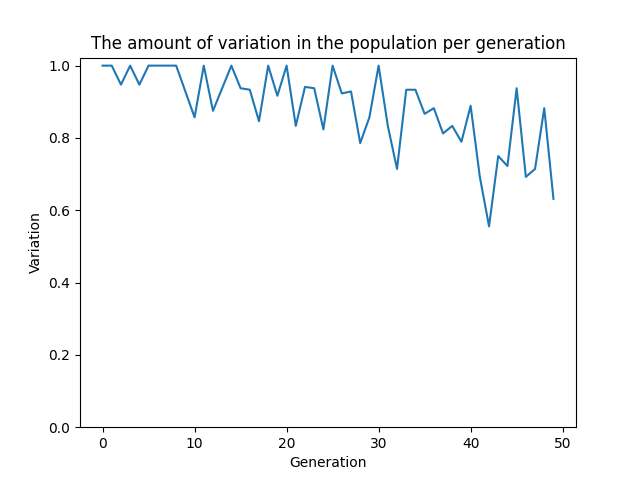 The amount of variation in the population per generation
1.0
0.8
0.6
0.4
0.2
0.0
Variation
0 10 20 30 40 50
Generation